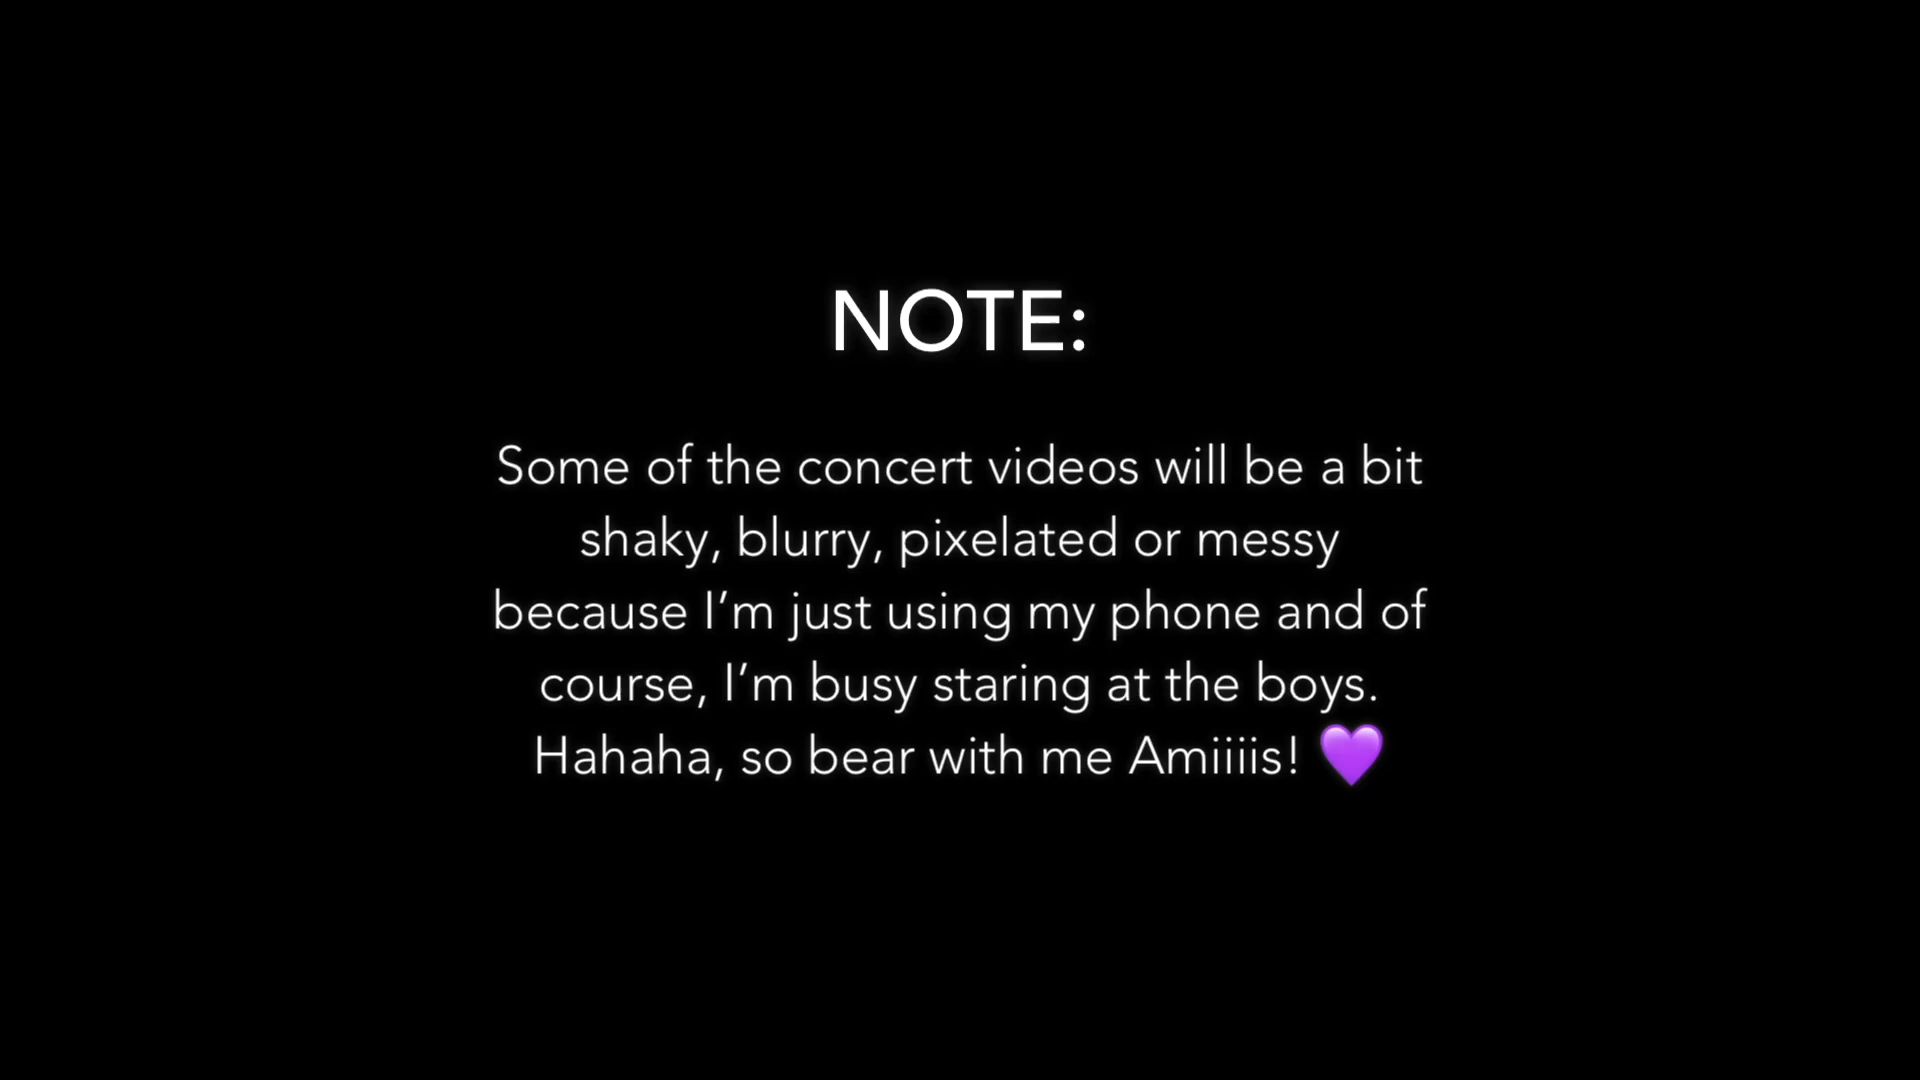 NOTE:
Some of the concert videos will be a bit
shaky, blurry, pixelated or messy
because I’m just using my phone and of
course, I’m busy staring at the boys.
Hahaha, so bear with me Amiiiis! 💜